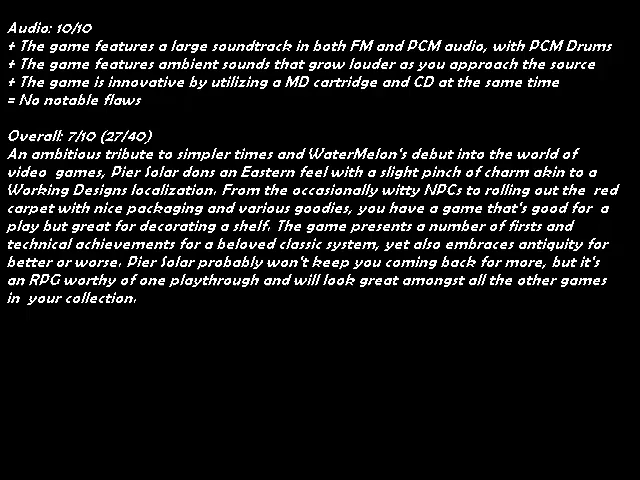 Audio: 10/10
+ The game features a large soundtrack in both FM and PCM audio, with PCM Drums
+ The game features ambient sounds that grow louder as you approach the source
+ The game is innovative by utilizing a MD cartridge and CD at the same time
= No notable flaws
Overall: 7/10 (27/40)
An ambitious tribute to simpler times and WaterMelon's debut into the world of
video  games, Pier Solar dons an Eastern feel with a slight pinch of charm akin to a
Working Designs localization. From the occasionally witty NPCs to rolling out the  red
carpet with nice packaging and various goodies, you have a game that's good for  a
play but great for decorating a shelf. The game presents a number of firsts and
technical achievements for a beloved classic system, yet also embraces antiquity for
better or worse. Pier Solar probably won't keep you coming back for more, but it's
an RPG worthy of one playthrough and will look great amongst all the other games
in  your collection.